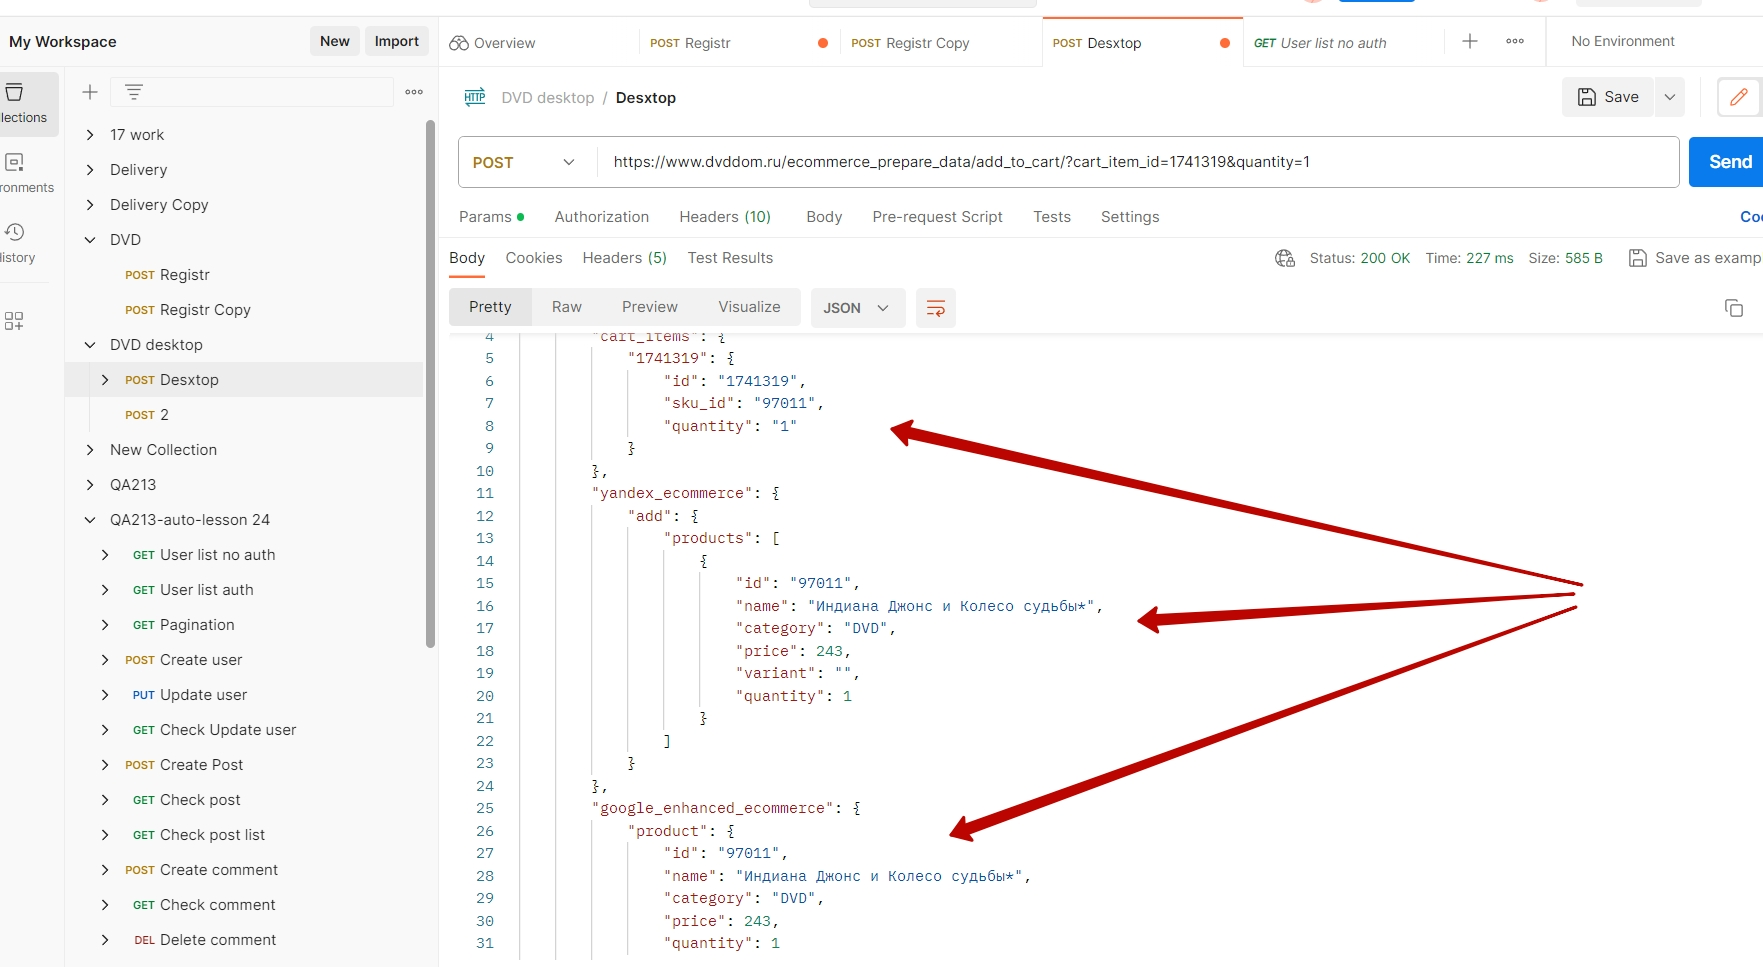 My Workspace
New
Import
Overview
POST Registr
POST Registr Copy
POST Desxtop
GET User list no auth
No Environment
HTTP
DVD desktop / Desxtop
Save
lections
ronments
istory
17 work
Delivery
Delivery Copy
DVD
POST Registr
POST Registr Copy
DVD desktop
POST Desxtop
POST 2
New Collection
QA213
QA213-auto-lesson 24
GET User list no auth
GET User list auth
GET Pagination
POST Create user
PUT Update user
GET Check Update user
POST Create Post
GET Check post
GET Check post list
POST Create comment
GET Check comment
DEL Delete comment
POST
https://www.dvddom.ru/ecommerce_prepare_data/add_to_cart/?cart_item_id=1741319&quantity=1
Send
Params
Authorization
Headers (10)
Body
Pre-request Script
Tests
Settings
Coo
Body
Cookies
Headers (5)
Test Results
Status: 200 OK Time: 227 ms Size: 585 B
Save as examp
Pretty
Raw
Preview
Visualize
JSON
4 "cart_items": {
5 "1741319": {
6 "id": "1741319",
7 "sku_id": "97011",
8 "quantity": "1"
9 }
10 },
11 "yandex_ecommerce": {
12 "add": {
13 "products": [
14 {
15 "id": "97011",
16 "name": "Индиана Джонс и Колесо судьбы*",
17 "category": "DVD",
18 "price": 243,
19 "variant": "",
20 "quantity": 1
21 }
22 ]
23 }
24 },
25 "google_enhanced_ecommerce": {
26 "product": {
27 "id": "97011",
28 "name": "Индиана Джонс и Колесо судьбы*",
29 "category": "DVD",
30 "price": 243,
31 "quantity": 1